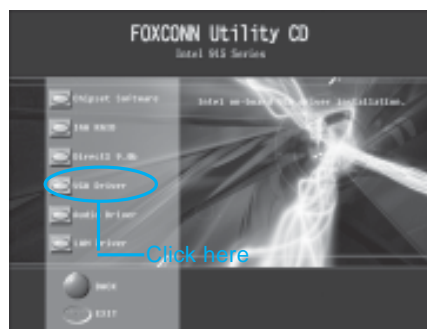 FOXCONN Utility CD
Intel 915 Series
Chipset Software
Intel on-board VGA driver installation.
IAA RAID
DirectX 9.0b
VGA Driver
Audio Driver
LAN Driver
Click here
BACK
EXIT